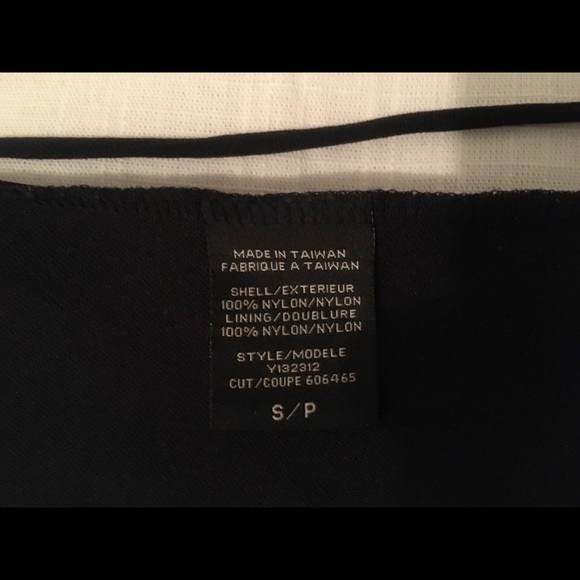 MADE IN TAIWAN
FABRIQUE A TAIWAN
SHELL/EXTERIEUR
100% NYLON/NYLON
LINING/DOUBLURE
100% NYLON/NYLON
STYLE/MODELE
Y132312
CUT/COUPE 606465
S/P